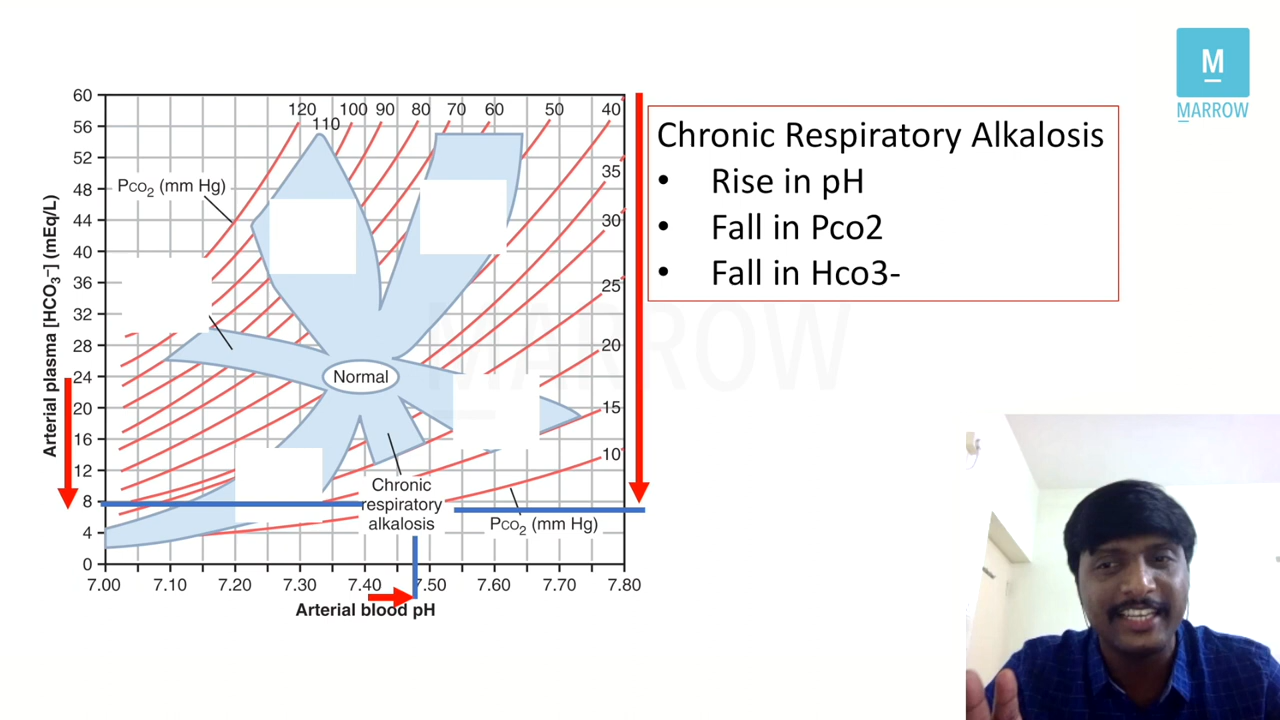 M
MARROW
Chronic Respiratory Alkalosis
• Rise in pH
• Fall in Pco2
• Fall in Hco3-
60
56
52
48
44
40
36
32
28
24
20
16
12
8
4
0
Arterial plasma [HCO3–] (mEq/L)
120
110
100
90
80
70
60
50
40
35
30
25
20
15
10
PCO2 (mm Hg)
Normal
Chronic
respiratory
alkalosis
PCO2 (mm Hg)
7.00 7.10 7.20 7.30 7.40 7.50 7.60 7.70 7.80
Arterial blood pH
MARROW